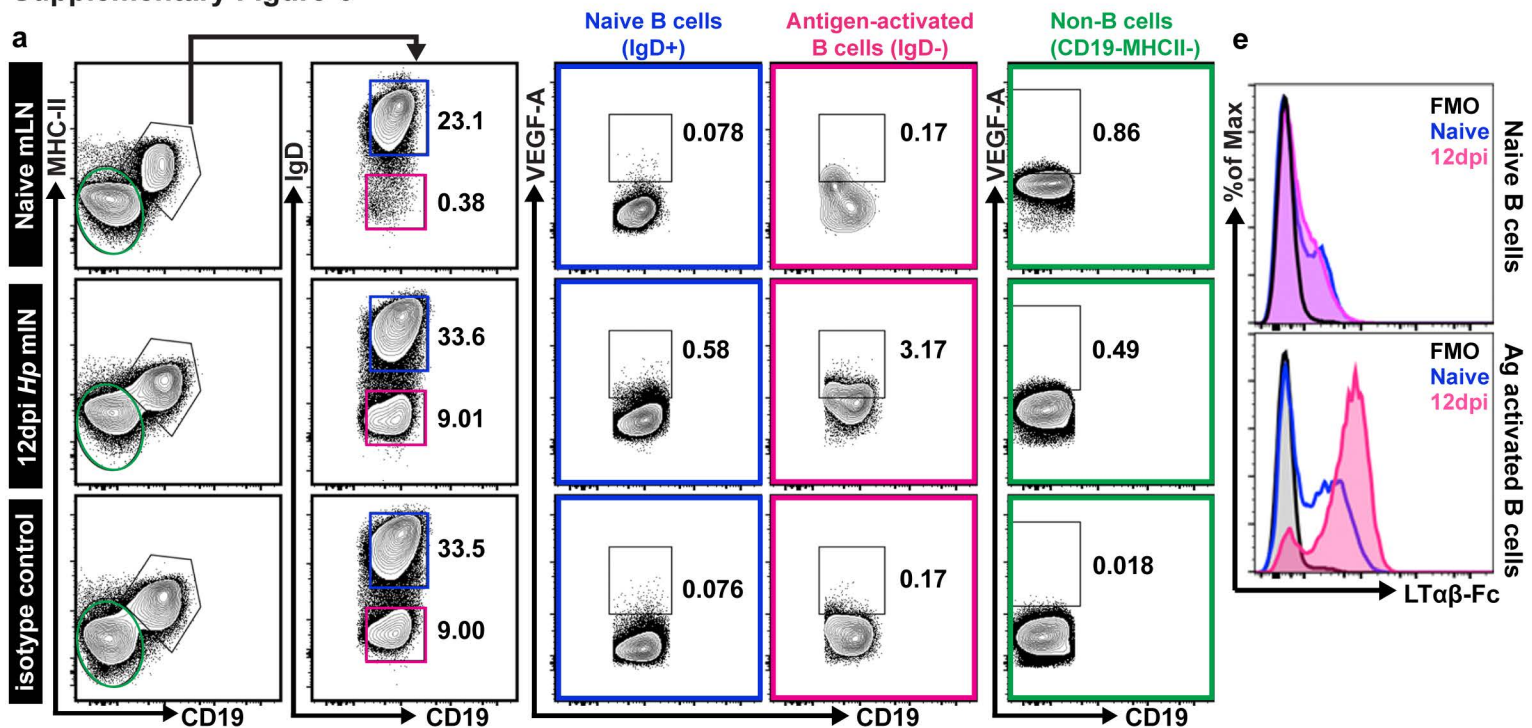 a
Naive B cells
(IgD+)
Antigen-activated
B cells (IgD-)
Non-B cells
(CD19-MHCII-)
e
Naive mLN
MHC-II
IgD
23.1
0.38
VEGF-A
0.078
0.17
VEGF-A
0.86
% of Max
FMO
Naive
12dpi
Naive B cells
12dpi Hp mlN
33.6
9.01
0.58
3.17
0.49
FMO
Naive
12dpi
Ag activated B cells
LTαβ-Fc
isotype control
33.5
9.00
0.076
0.17
0.018
CD19
CD19
CD19
CD19